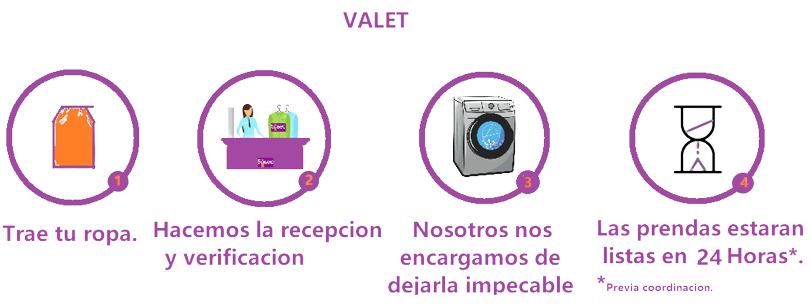 VALET
1
Trae tu ropa.
2
Hacemos la recepcion
y verificacion
3
Nosotros nos
encargamos de
dejarla impecable
4
Las prendas estaran
listas en 24 Horas*.
*Previa coordinacion.